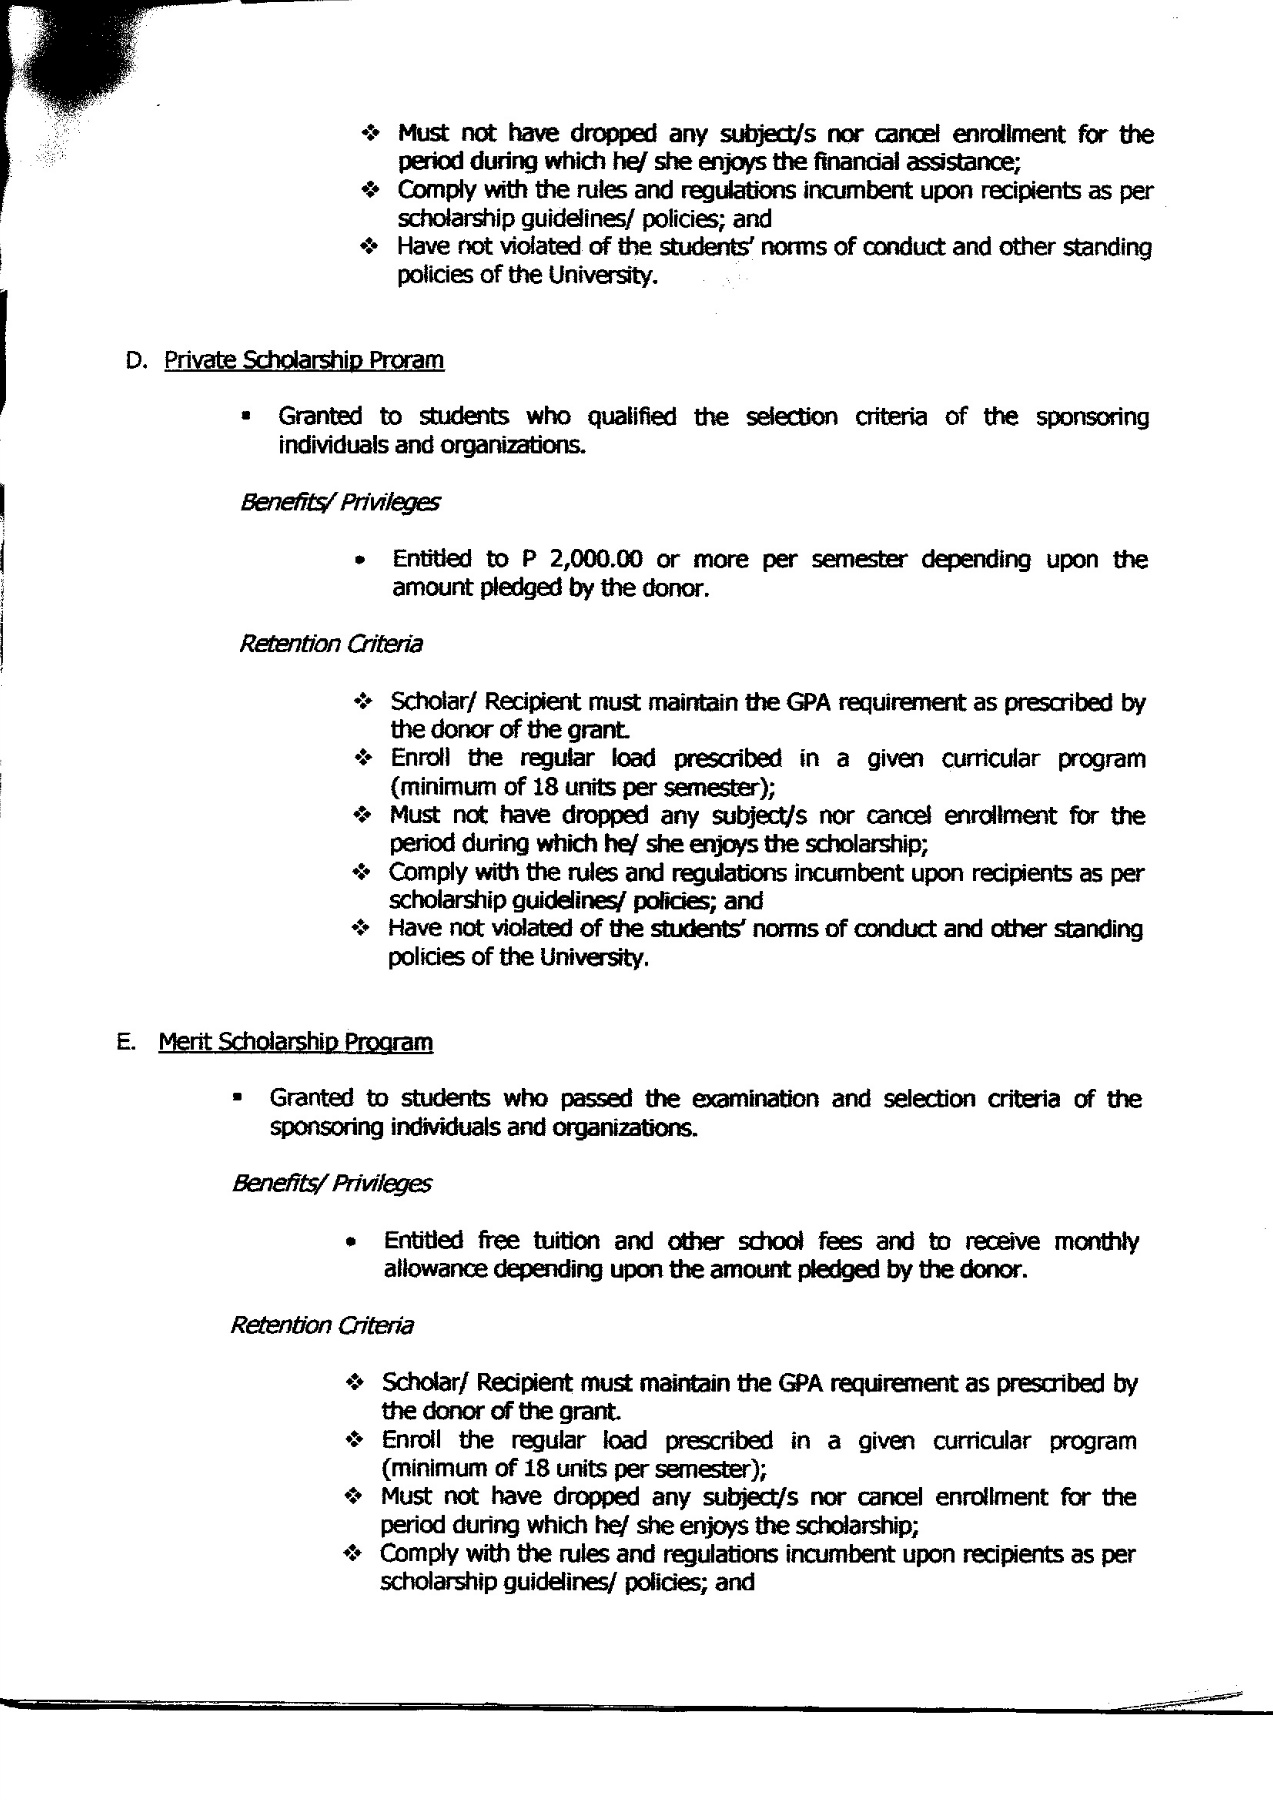 ❖ Must not have dropped any subject/s nor cancel enrollment for the
period during which he/ she enjoys the financial assistance;
❖ Comply with the rules and regulations incumbent upon recipients as per
scholarship guidelines/ policies; and
❖ Have not violated of the students' norms of conduct and other standing
policies of the University.
D. Private Scholarship Proram
▪ Granted to students who qualified the selection criteria of the sponsoring
individuals and organizations.
Benefits/ Privileges
• Entitled to P 2,000.00 or more per semester depending upon the
amount pledged by the donor.
Retention Criteria
❖ Scholar/ Recipient must maintain the GPA requirement as prescribed by
the donor of the grant.
❖ Enroll the regular load prescribed in a given curricular program
(minimum of 18 units per semester);
❖ Must not have dropped any subject/s nor cancel enrollment for the
period during which he/ she enjoys the scholarship;
❖ Comply with the rules and regulations incumbent upon recipients as per
scholarship guidelines/ policies; and
❖ Have not violated of the students' norms of conduct and other standing
policies of the University.
E. Merit Scholarship Program
▪ Granted to students who passed the examination and selection criteria of the
sponsoring individuals and organizations.
Benefits/ Privileges
• Entitled free tuition and other school fees and to receive monthly
allowance depending upon the amount pledged by the donor.
Retention Criteria
❖ Scholar/ Recipient must maintain the GPA requirement as prescribed by
the donor of the grant.
❖ Enroll the regular load prescribed in a given curricular program
(minimum of 18 units per semester);
❖ Must not have dropped any subject/s nor cancel enrollment for the
period during which he/ she enjoys the scholarship;
❖ Comply with the rules and regulations incumbent upon recipients as per
scholarship guidelines/ policies; and